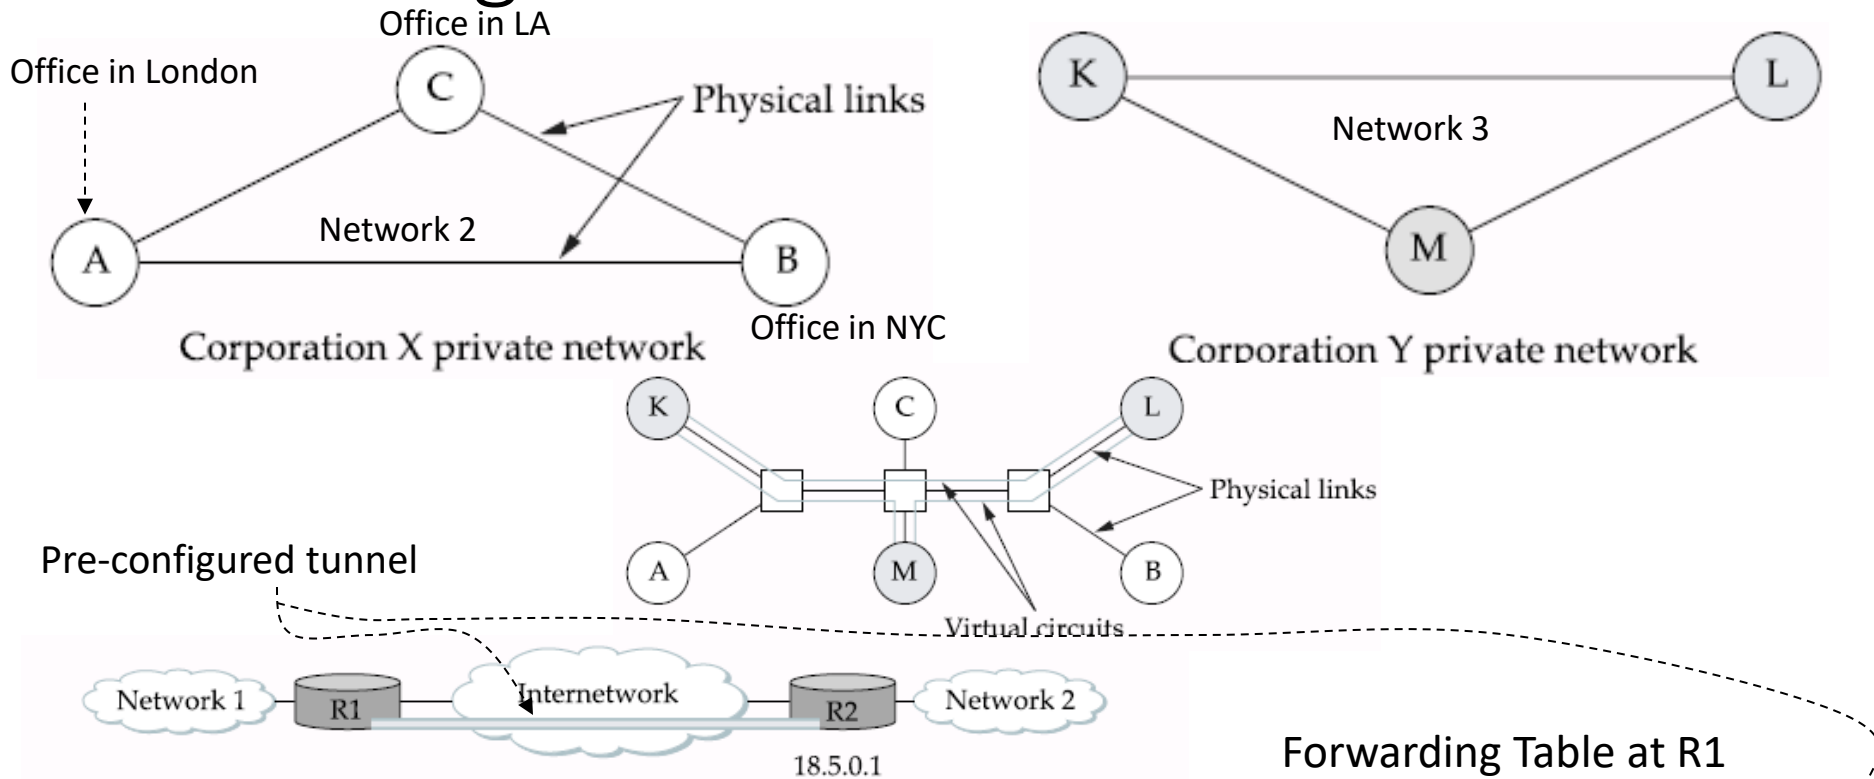 Office in LA
Office in London
C
Physical links
A
Network 2
B
Office in NYC
Corporation X private network
K
L
Network 3
M
Corporation Y private network
K
C
L
Physical links
A
M
B
Virtual circuits
Pre-configured tunnel
Network 1
R1
Internetwork
R2
Network 2
18.5.0.1
Forwarding Table at R1